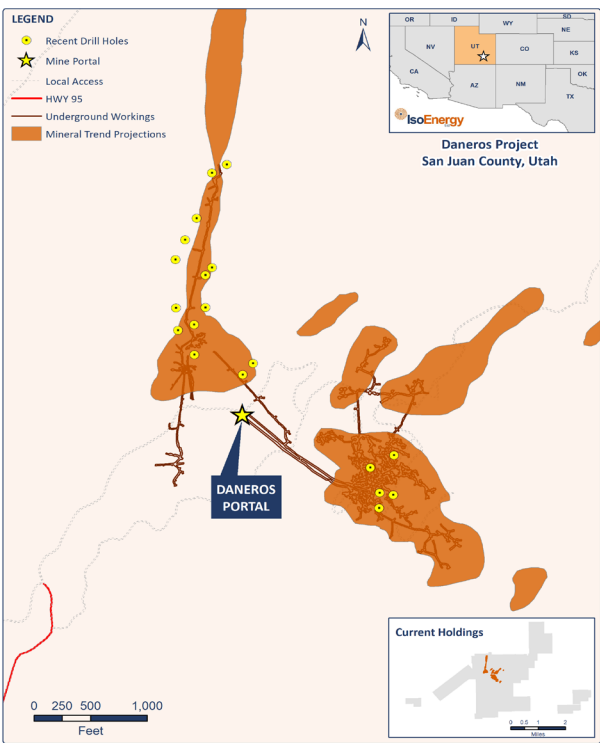 LEGEND
Recent Drill Holes
Mine Portal
Local Access
HWY 95
Underground Workings
Mineral Trend Projections
N
OR
ID
WY
SD
NE
NV
UT
CO
KS
CA
AZ
NM
OK
TX
IsoEnergy
Daneros Project
San Juan County, Utah
DANEROS
PORTAL
0 250 500 1,000
Feet
Current Holdings
0 0.5 1 2
Miles